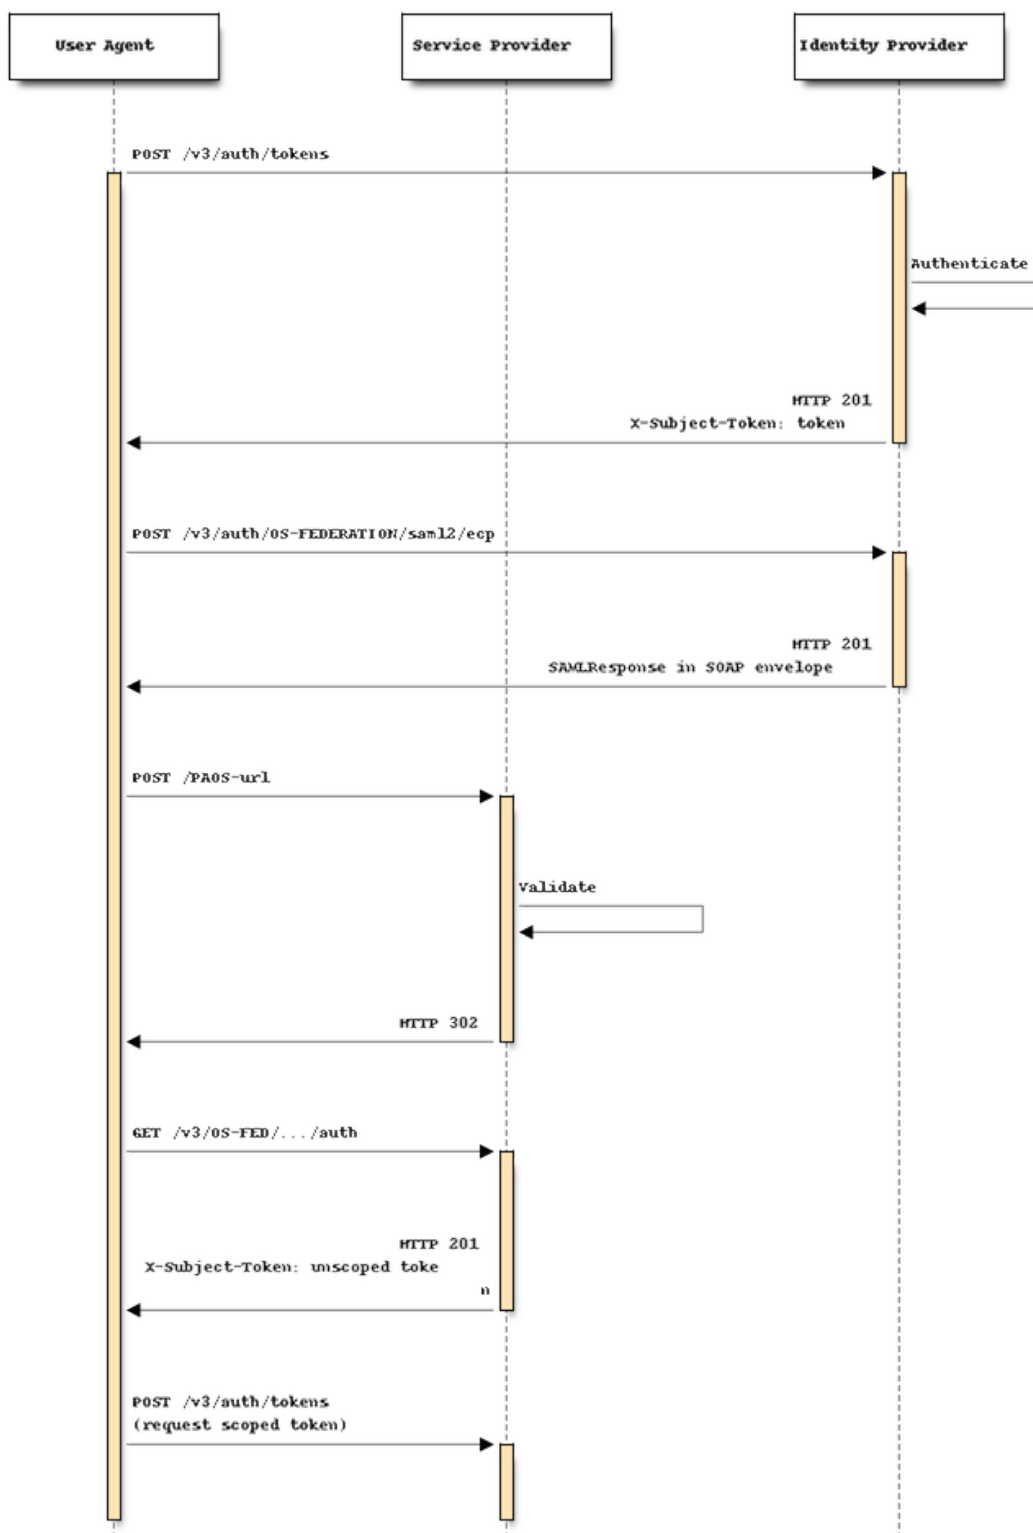 User Agent
Service Provider
Identity Provider
POST /v3/auth/tokens
Authenticate
HTTP 201
X-Subject-Token: token
POST /v3/auth/OS-FEDERATION/saml2/ecp
HTTP 201
SAMLResponse in SOAP envelope
POST /PAOS-url
Validate
HTTP 302
GET /v3/OS-FED/.../auth
HTTP 201
X-Subject-Token: unscoped toke
n
POST /v3/auth/tokens
(request scoped token)